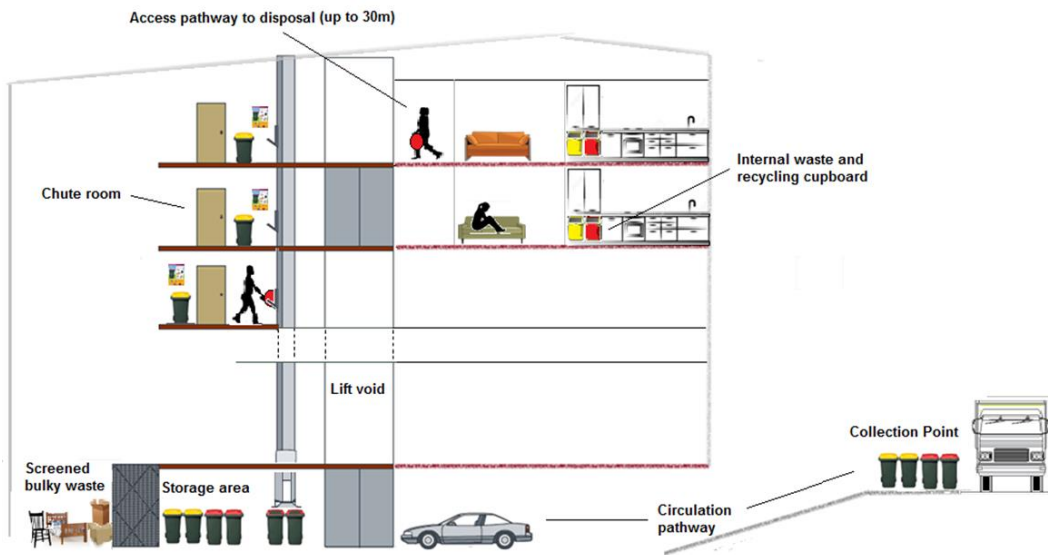 Access pathway to disposal (up to 30m)
Internal waste and
recycling cupboard
Chute room
Lift void
Collection Point
Screened
bulky waste
Storage area
Circulation
pathway